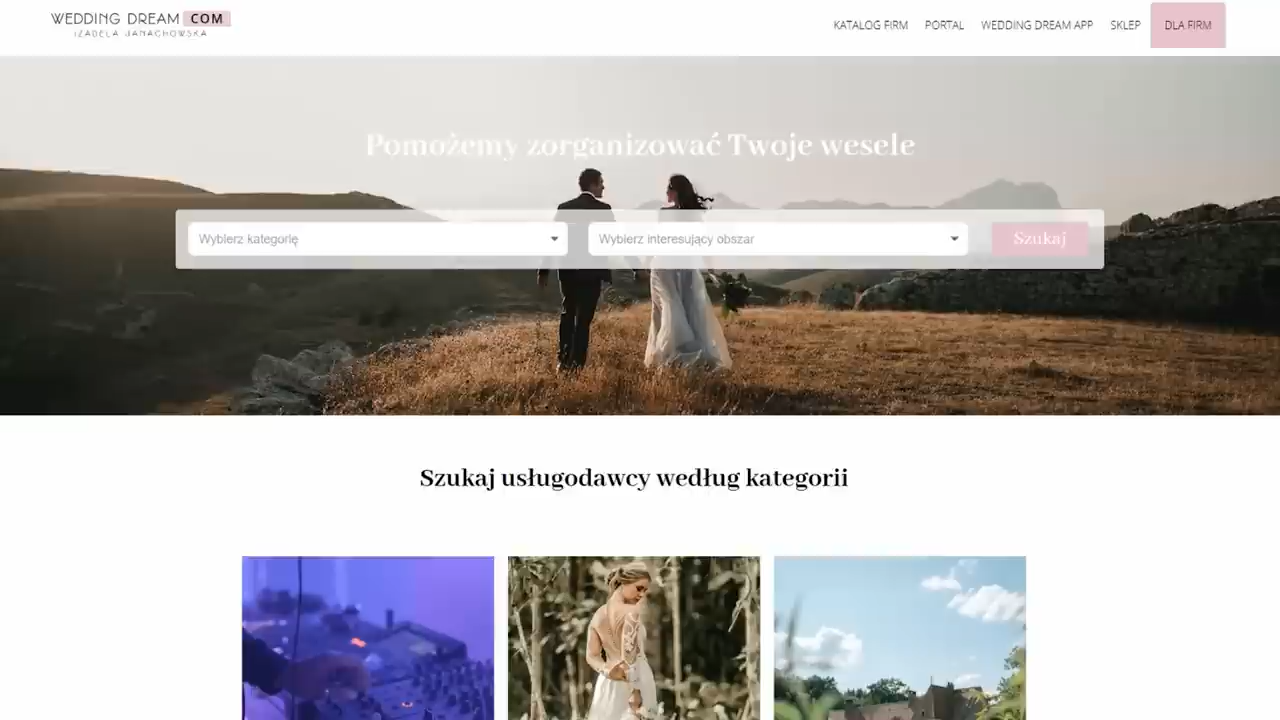 WEDDING DREAM COM
IZABELA JANACHOWSKA
KATALOG FIRM
PORTAL
WEDDING DREAM APP
SKLEP
DLA FIRM
Pomożemy zorganizować Twoje wesele
Wybierz kategorię
Wybierz interesujący obszar
Szukaj
Szukaj usługodawcy według kategorii